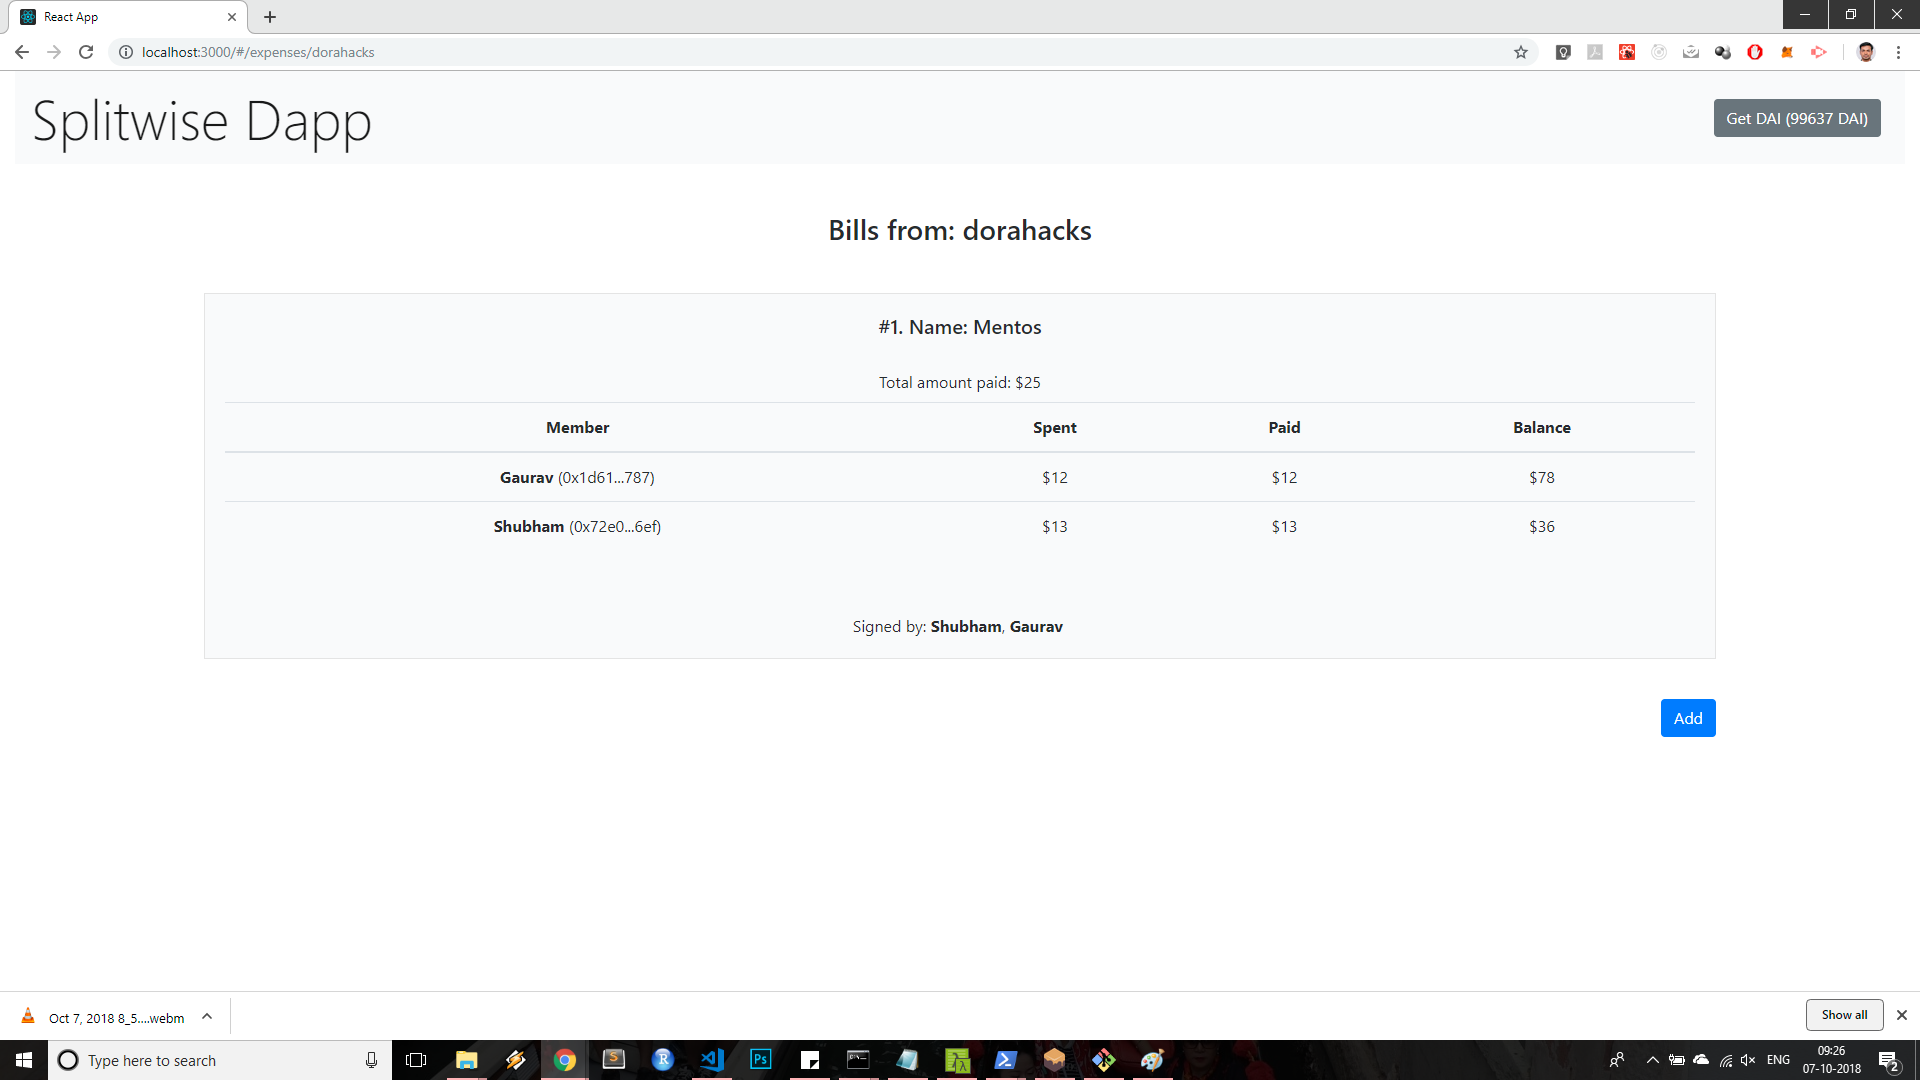 React App
localhost:3000/#/expenses/dorahacks
Splitwise Dapp
Get DAI (99637 DAI)
Bills from: dorahacks
#1. Name: Mentos
Total amount paid: $25
Member Spent Paid Balance
Gaurav (0x1d61...787) $12 $12 $78
Shubham (0x72e0...6ef) $13 $13 $36
Signed by: Shubham, Gaurav
Add
Oct 7, 2018 8_5....webm
Show all
Type here to search
S
R
Ps
ENG
09:26
07-10-2018
2